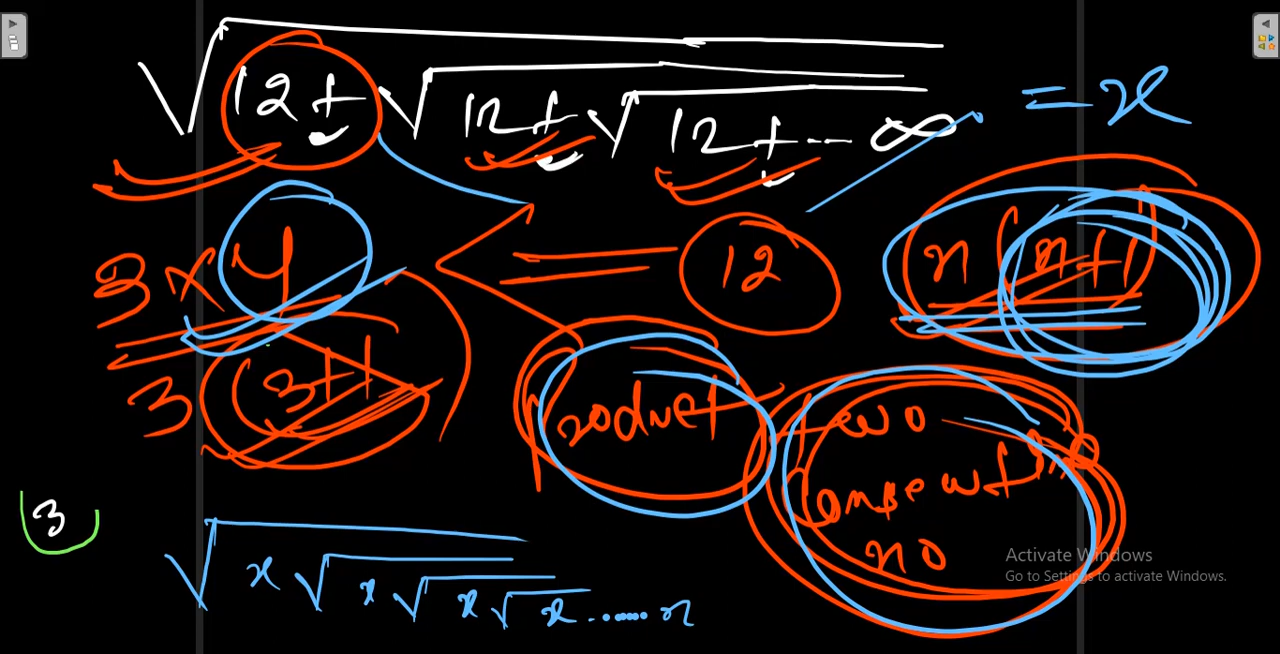 √12+√12+√12+--∞ = x
3×4 < = 12 n(n+1)
3(3+1) product two
consecutive
no
3
√x√x√x√x......n
Activate Windows
Go to Settings to activate Windows.